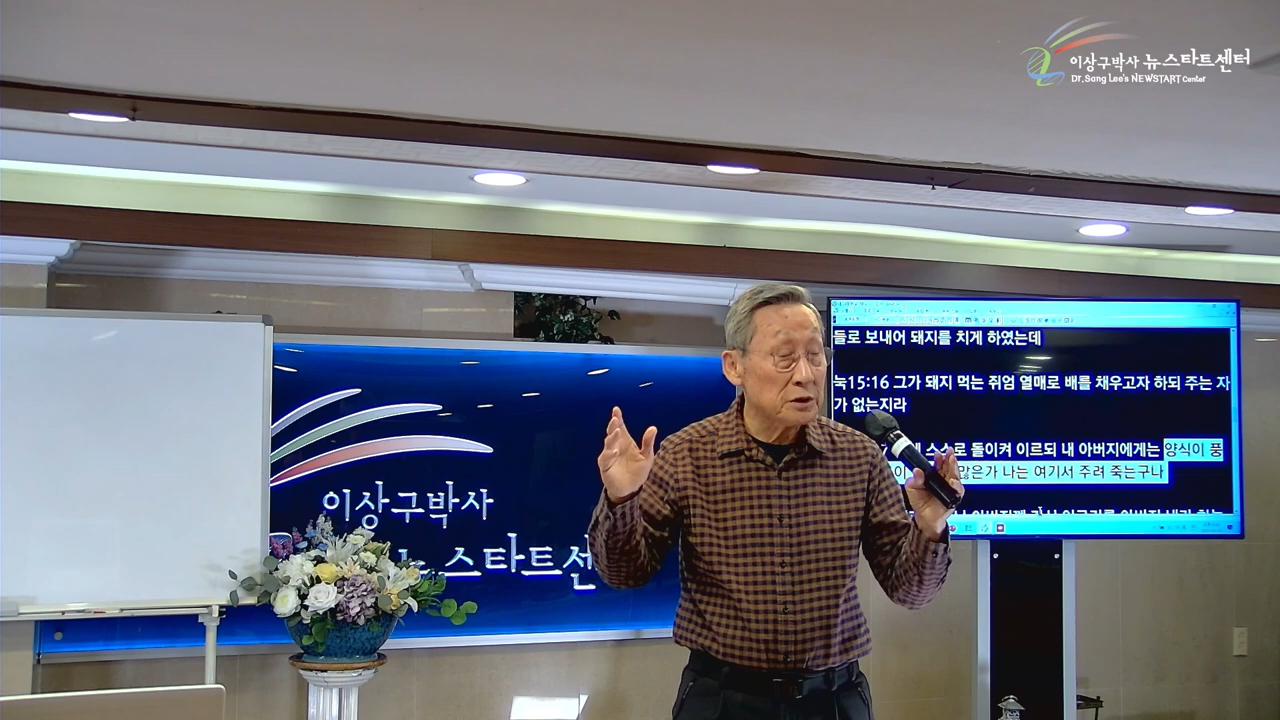 이상구박사 뉴스타트센터
Dr. Sang Lee's NEWSTART Center
들로 보내어 돼지를 치게 하였는데
눅15:16 그가 돼지 먹는 쥐엄 열매로 배를 채우고자 하되 주는 자
가 없는지라
스스로 돌이켜 이르되 내 아버지에게는 양식이 풍
많은가 나는 여기서 주려 죽는구나
이상구박사
뉴스타트센